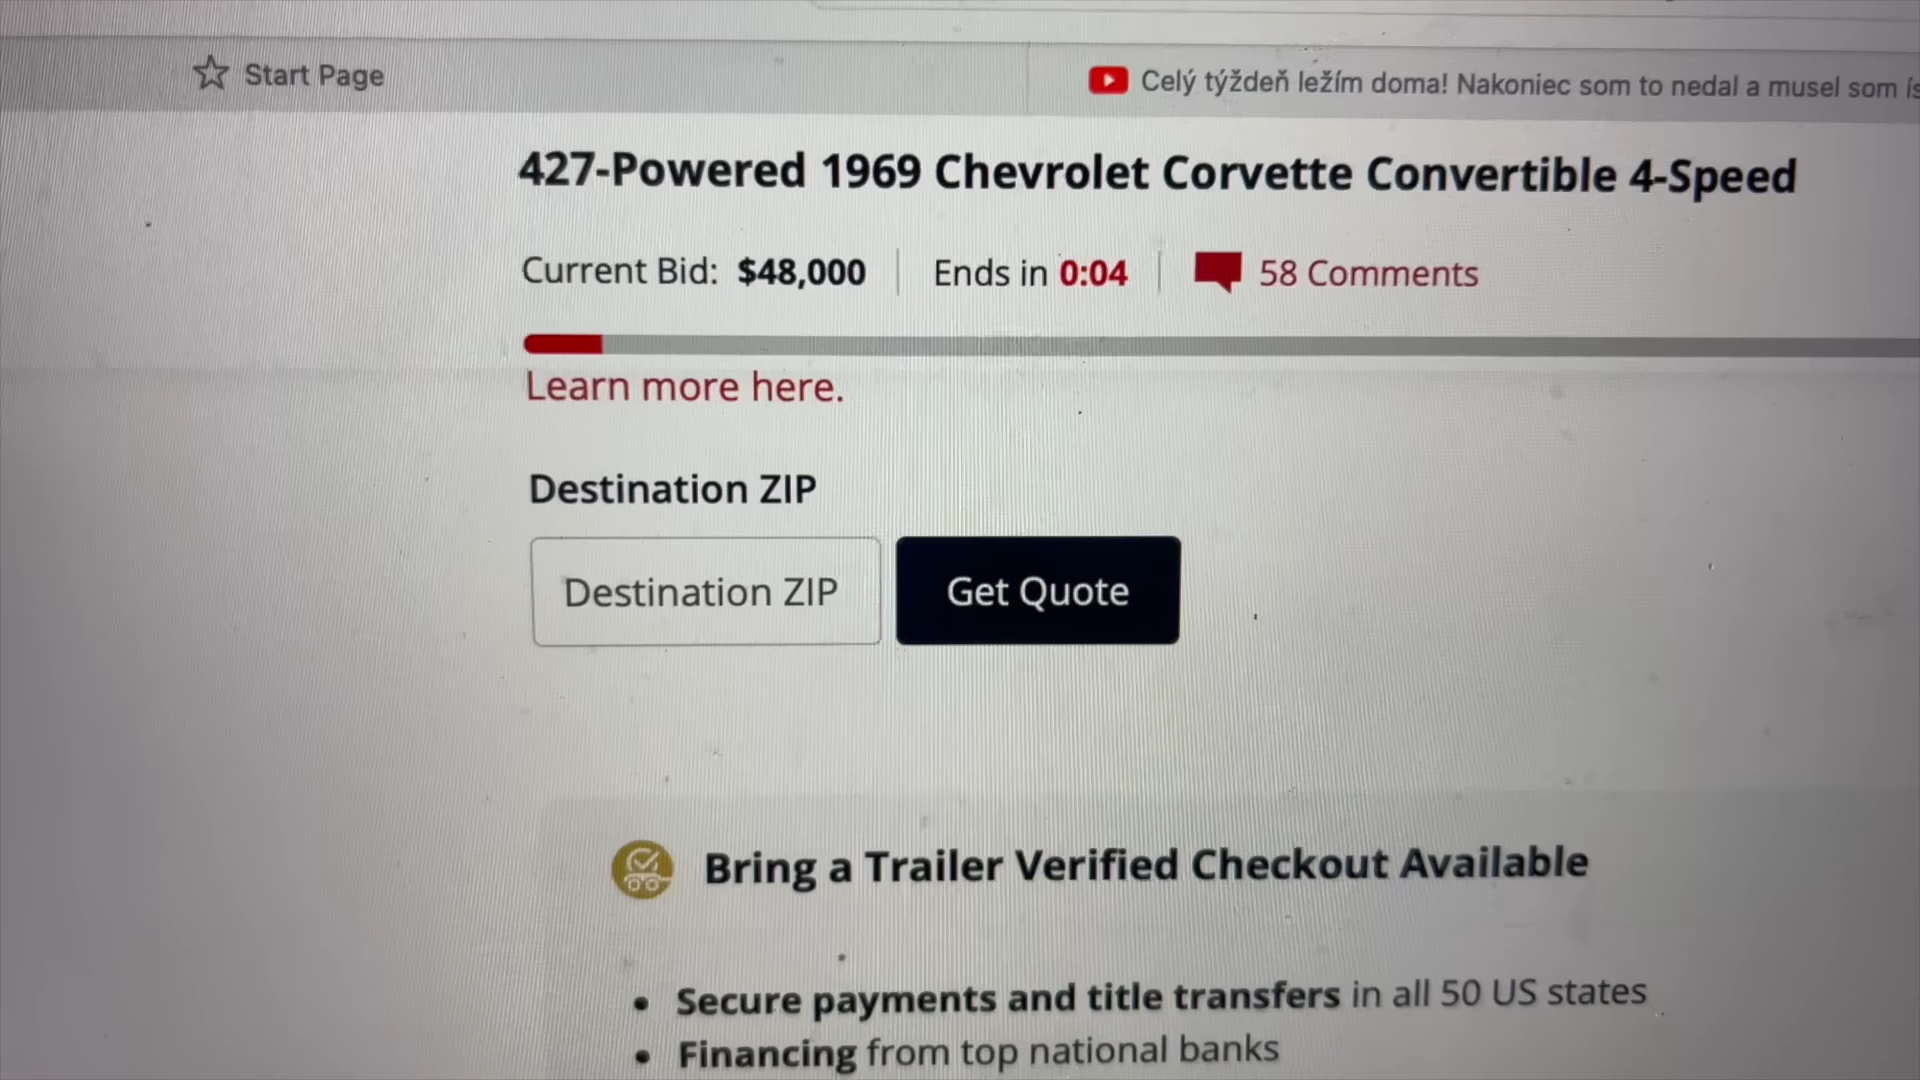 Start Page
Celý týždeň ležím doma! Nakoniec som to nedal a musel som
427-Powered 1969 Chevrolet Corvette Convertible 4-Speed
Current Bid: $48,000 Ends in 0:04 58 Comments
Learn more here.
Destination ZIP
Destination ZIP Get Quote
Bring a Trailer Verified Checkout Available
• Secure payments and title transfers in all 50 US states
• Financing from top national banks